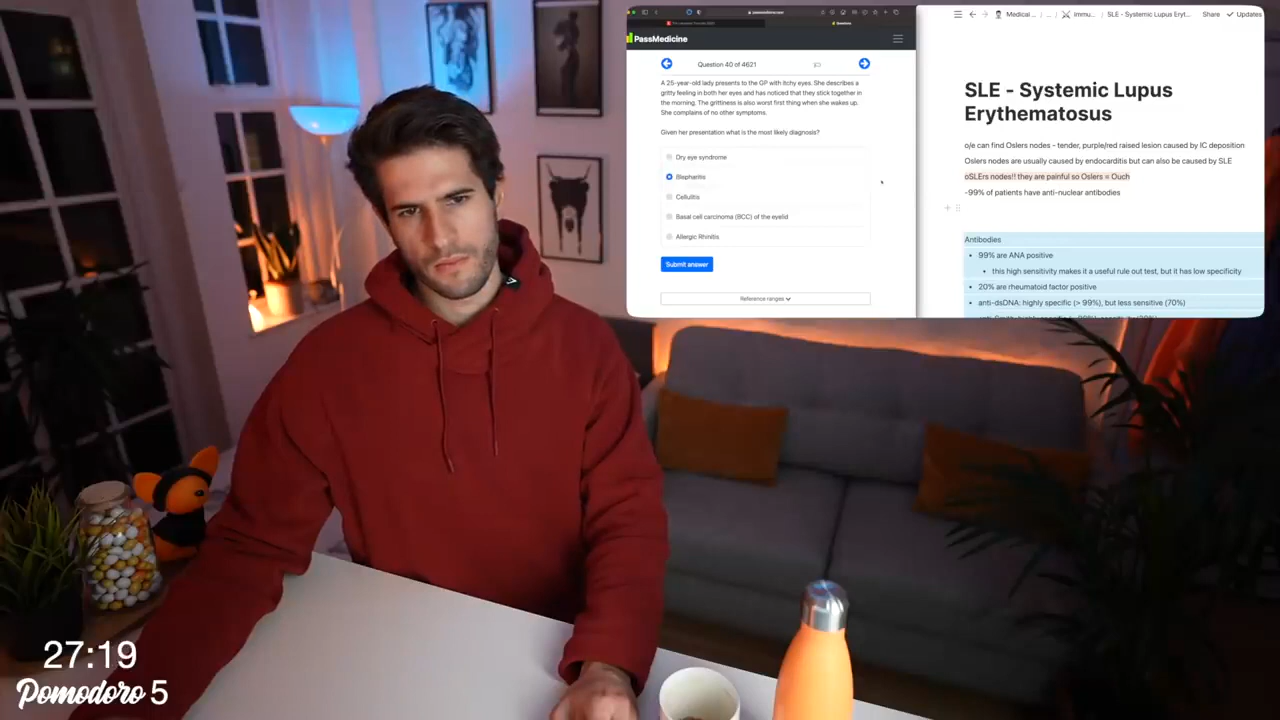 PassMedicine
Question 40 of 4621
A 25-year-old lady presents to the GP with itchy eyes. She describes a
gritty feeling in both her eyes and has noticed that they stick together in
the morning. The grittiness is also worst first thing when she wakes up.
She complains of no other symptoms.
Given her presentation what is the most likely diagnosis?
Dry eye syndrome
Blepharitis
Cellulitis
Basal cell carcinoma (BCC) of the eyelid
Allergic Rhinitis
Submit answer
Reference ranges
Medical ... / ... / Immu... / SLE - Systemic Lupus Eryt... Share Updates
SLE - Systemic Lupus
Erythematosus
o/e can find Oslers nodes - tender, purple/red raised lesion caused by IC deposition
Oslers nodes are usually caused by endocarditis but can also be caused by SLE
oSLErs nodes!! they are painful so Oslers = Ouch
-99% of patients have anti-nuclear antibodies
Antibodies
• 99% are ANA positive
• this high sensitivity makes it a useful rule out test, but it has low specificity
• 20% are rheumatoid factor positive
• anti-dsDNA: highly specific (> 99%), but less sensitive (70%)
27:19
Pomodoro 5